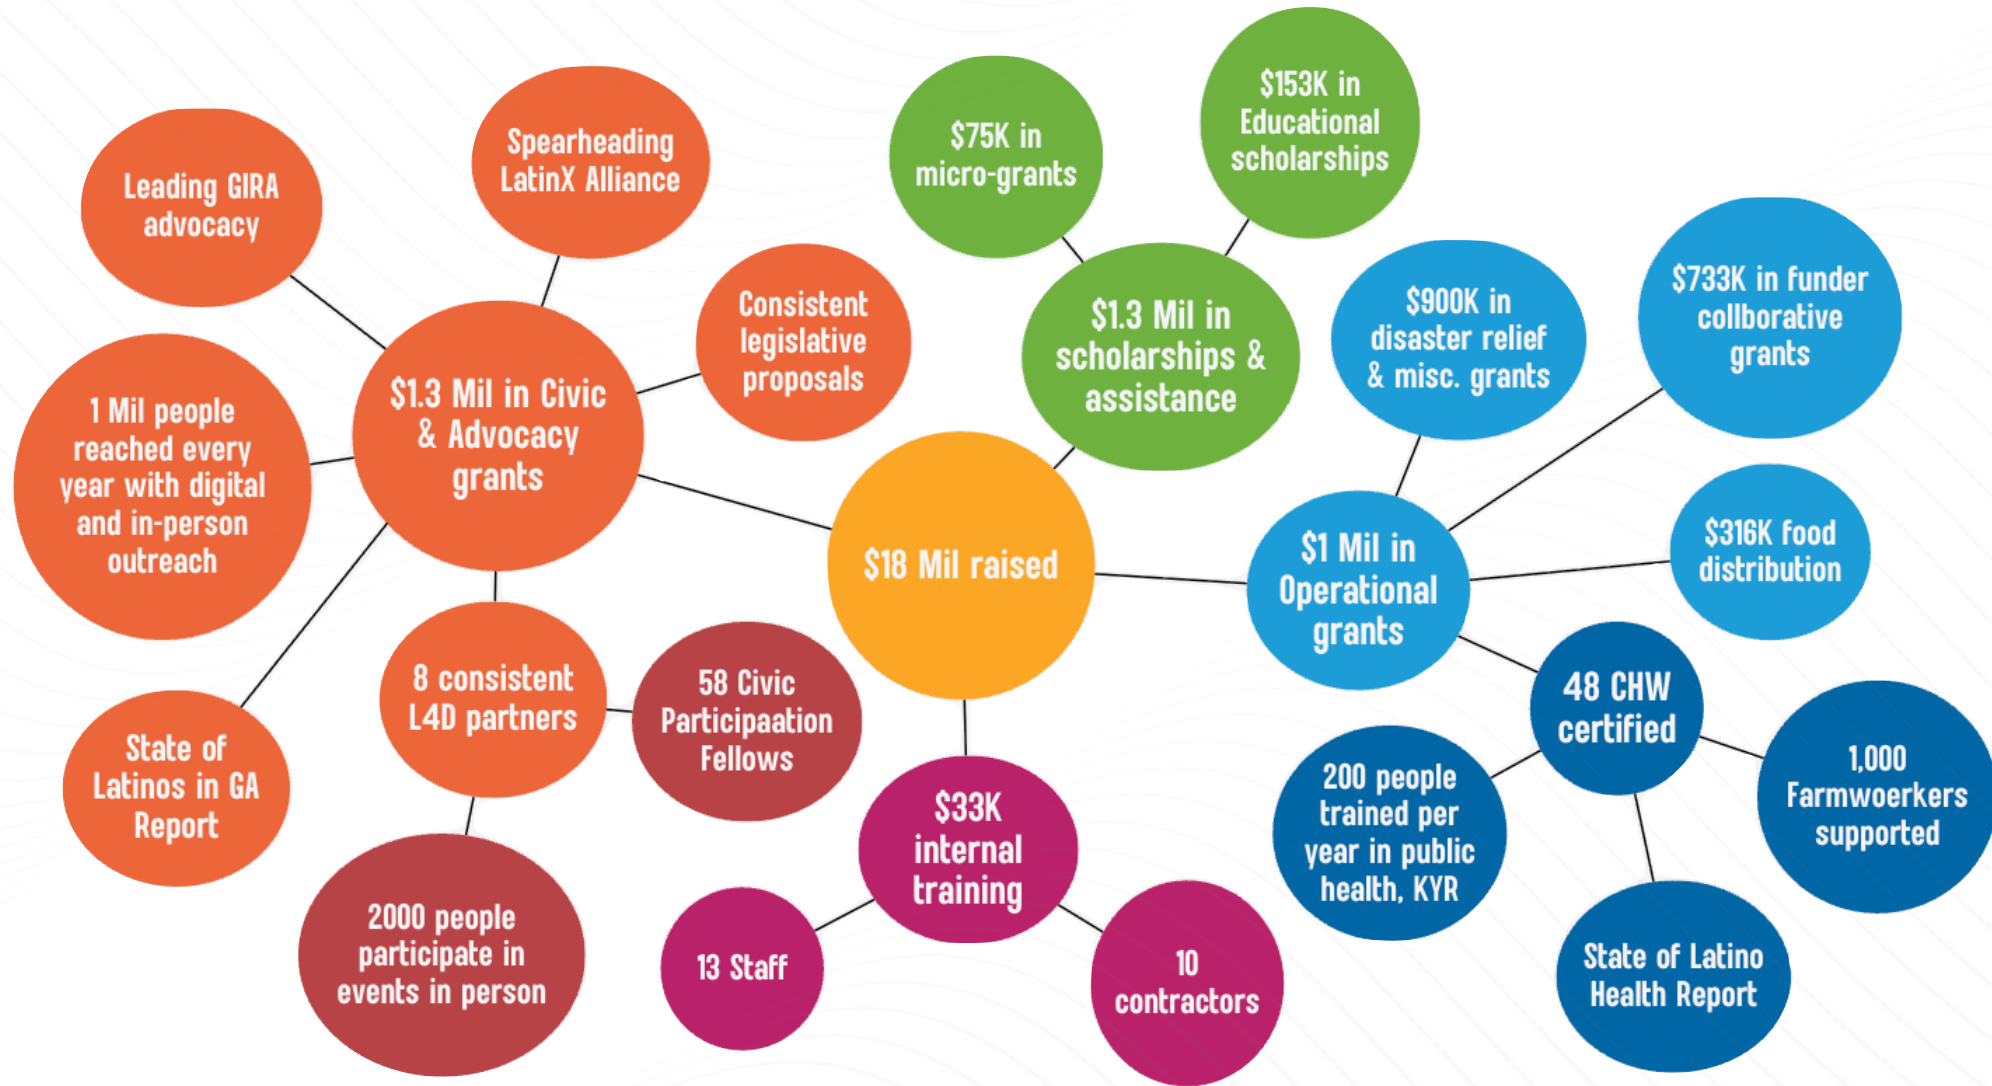 Leading GIRA
advocacy
Spearheading
LatinX Alliance
Consistent
legislative
proposals
$1.3 Mil in Civic
& Advocacy
grants
1 Mil people
reached every
year with digital
and in-person
outreach
State of
Latinos in GA
Report
8 consistent
L4D partners
58 Civic
Participaation
Fellows
2000 people
participate in
events in person
$75K in
micro-grants
$153K in
Educational
scholarships
$1.3 Mil in
scholarships &
assistance
$18 Mil raised
$33K
internal
training
13 Staff
10
contractors
$900K in
disaster relief
& misc. grants
$733K in funder
collborative
grants
$316K food
distribution
$1 Mil in
Operational
grants
48 CHW
certified
200 people
trained per
year in public
health, KYR
1,000
Farmwoerkers
supported
State of Latino
Health Report